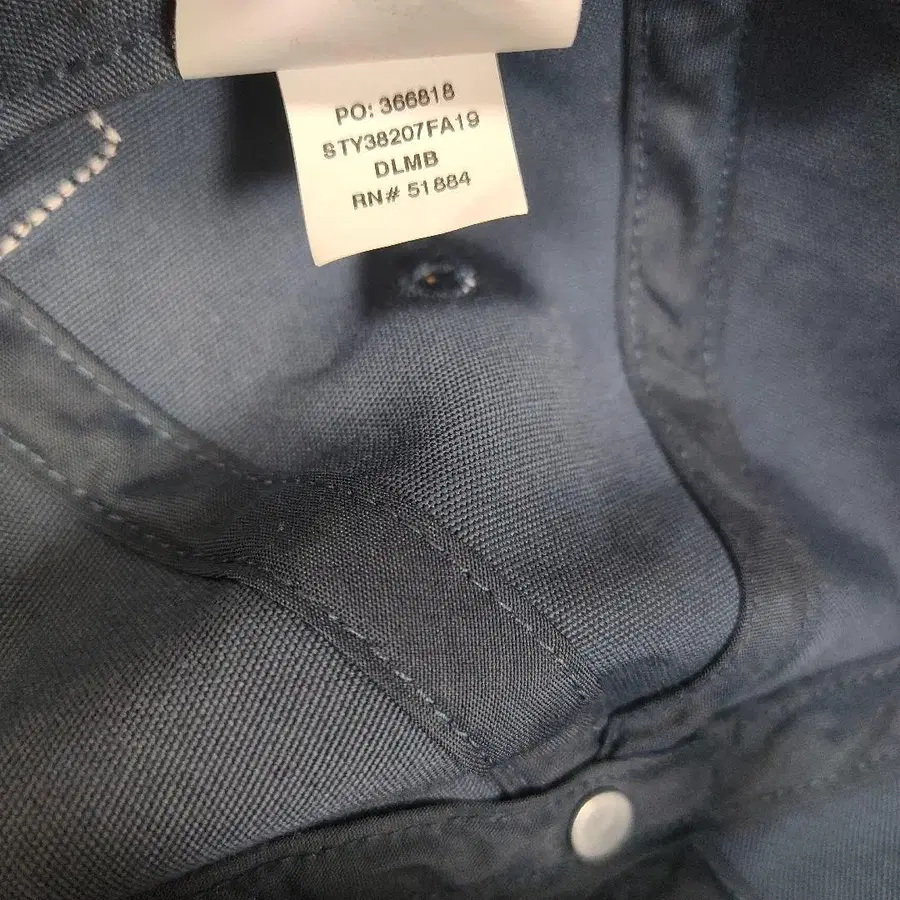 PO: 366818
STY38207FA19
DLMB
RN# 51884